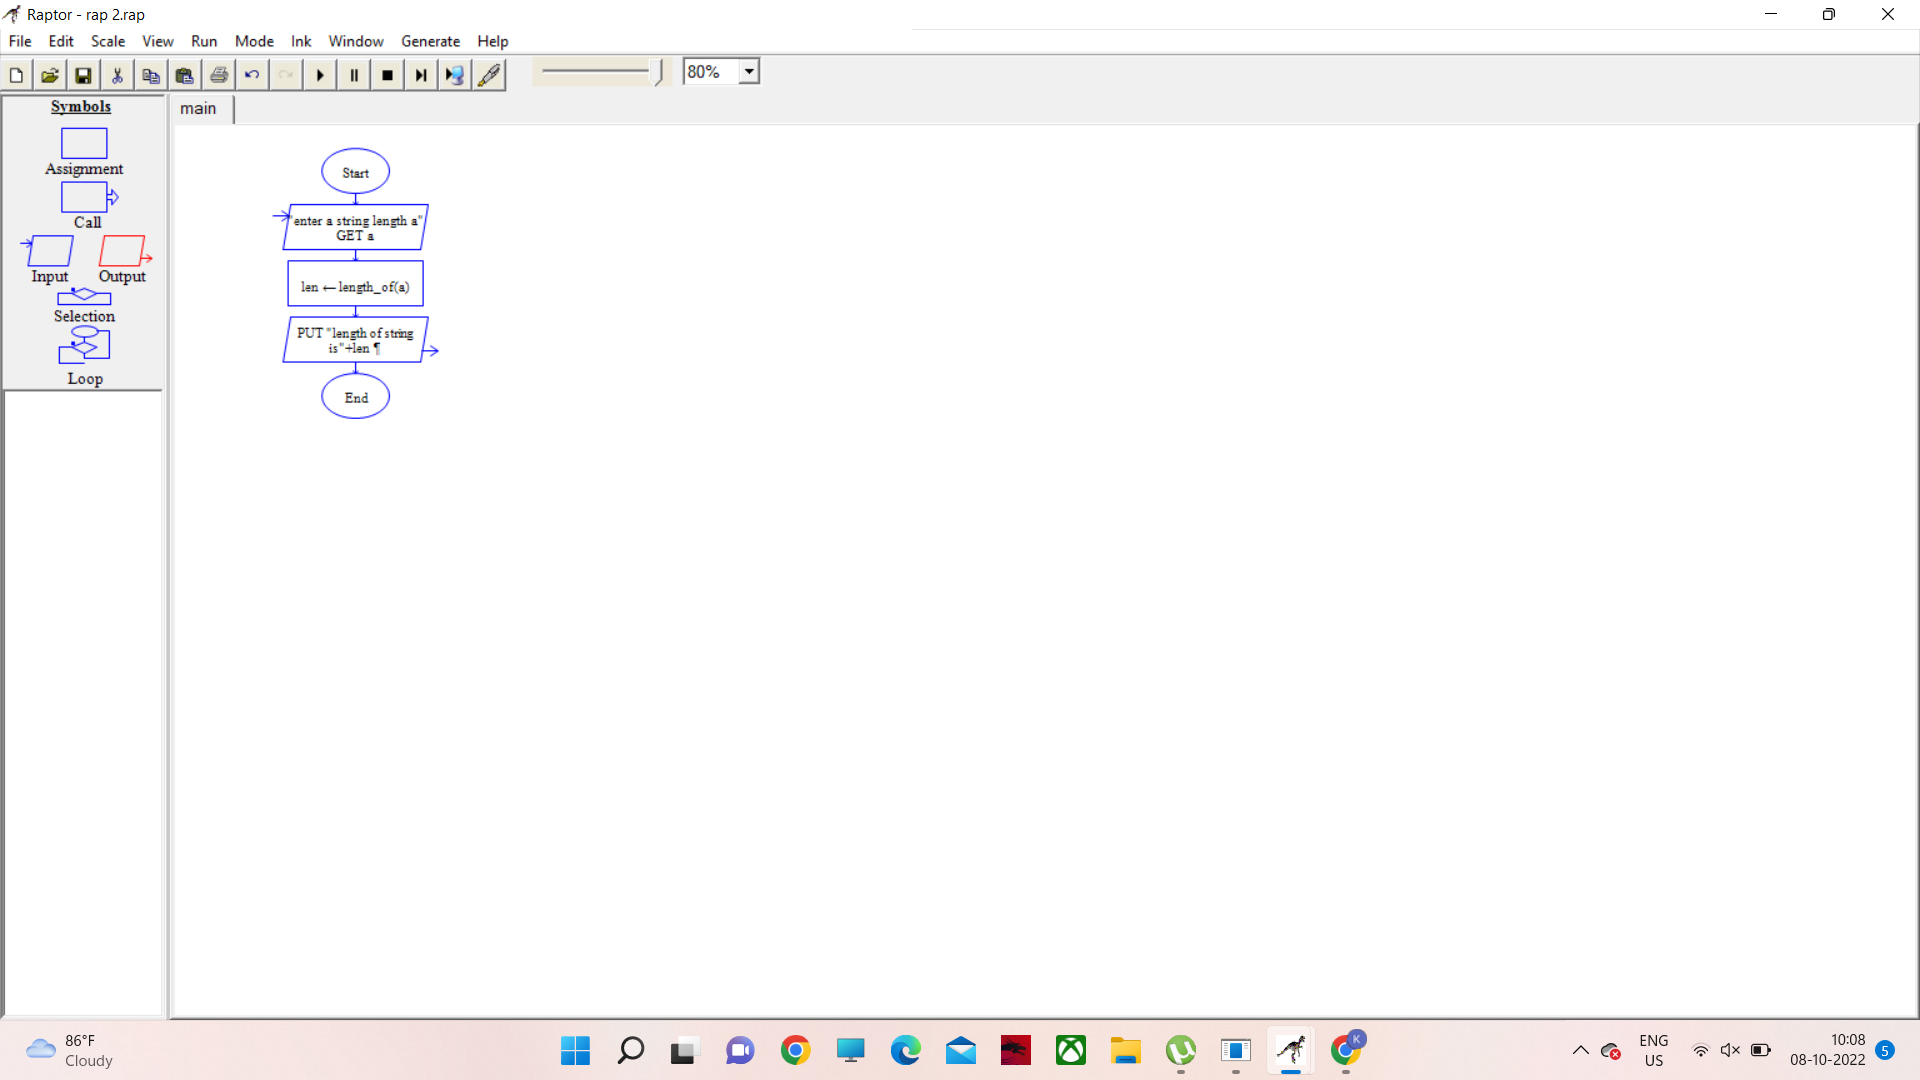 Raptor - rap 2.rap
File Edit Scale View Run Mode Ink Window Generate Help
80%
Symbols
main
Assignment
Call
Input Output
Selection
Loop
Start
"enter a string length a"
GET a
len ← length_of(a)
PUT "length of string
is"+len ¶
End
86°F
Cloudy
K
ENG
US
10:08
08-10-2022
5